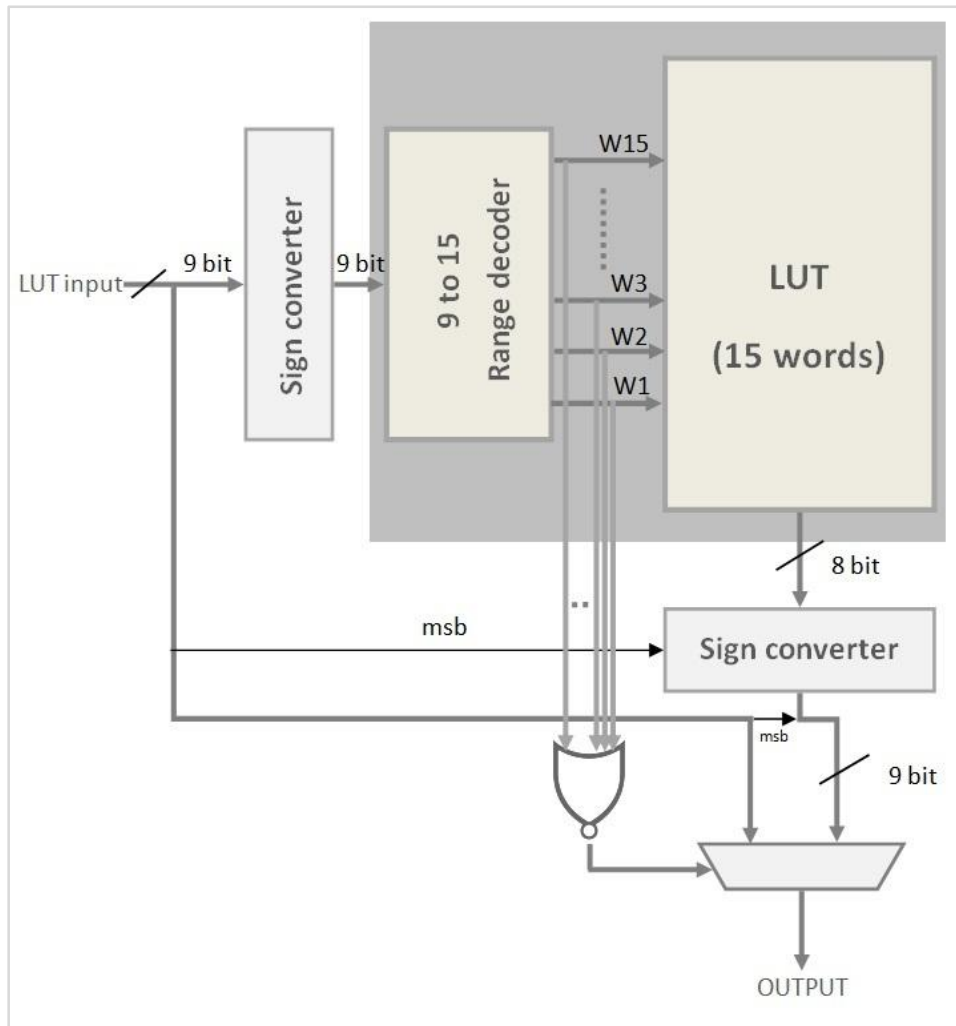 W15
9 bit
9 bit
LUT input
Sign converter
9 to 15
Range decoder
W3
W2
W1
LUT
(15 words)
8 bit
msb
Sign converter
msb
9 bit
OUTPUT